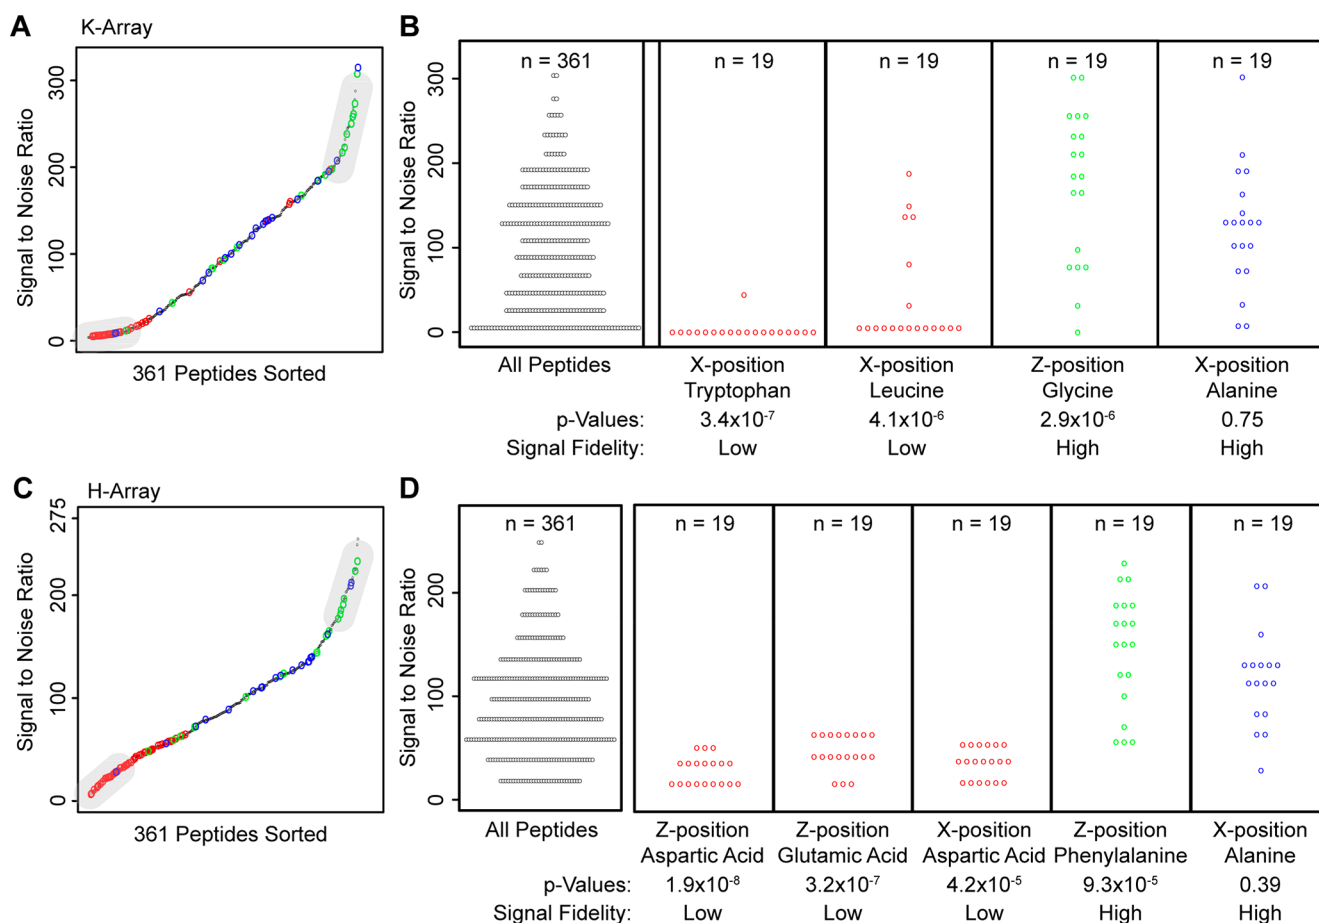 A
K-Array
Signal to Noise Ratio
300
200
100
0
361 Peptides Sorted
B
Signal to Noise Ratio
300
200
100
0
n = 361
n = 19
n = 19
n = 19
n = 19
All Peptides
X-position
Tryptophan
X-position
Leucine
Z-position
Glycine
X-position
Alanine
p-Values: 3.4x10⁻⁷ 4.1x10⁻⁶ 2.9x10⁻⁶ 0.75
Signal Fidelity: Low Low High High
C
H-Array
Signal to Noise Ratio
275
200
100
0
361 Peptides Sorted
D
Signal to Noise Ratio
200
100
0
n = 361
n = 19
n = 19
n = 19
n = 19
n = 19
All Peptides
Z-position
Aspartic Acid
Z-position
Glutamic Acid
X-position
Aspartic Acid
Z-position
Phenylalanine
X-position
Alanine
p-Values: 1.9x10⁻⁸ 3.2x10⁻⁷ 4.2x10⁻⁵ 9.3x10⁻⁵ 0.39
Signal Fidelity: Low Low Low High High